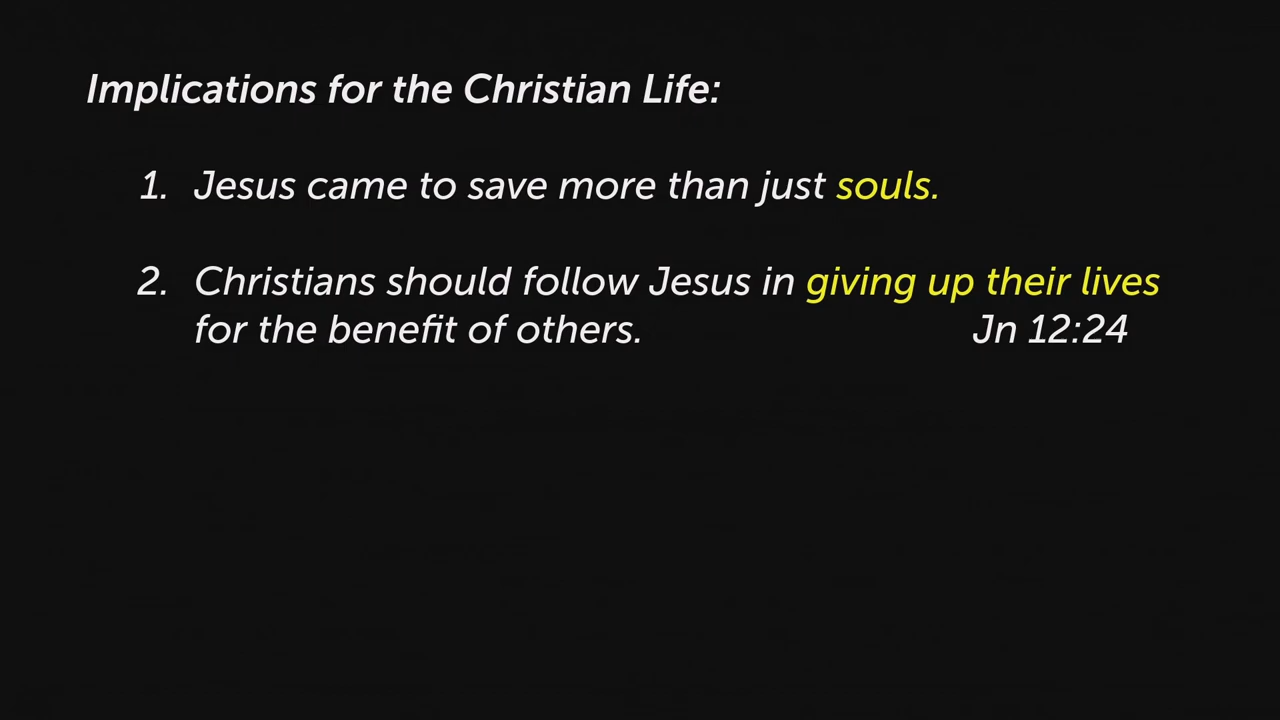 Implications for the Christian Life:
1. Jesus came to save more than just souls.
2. Christians should follow Jesus in giving up their lives
for the benefit of others. Jn 12:24